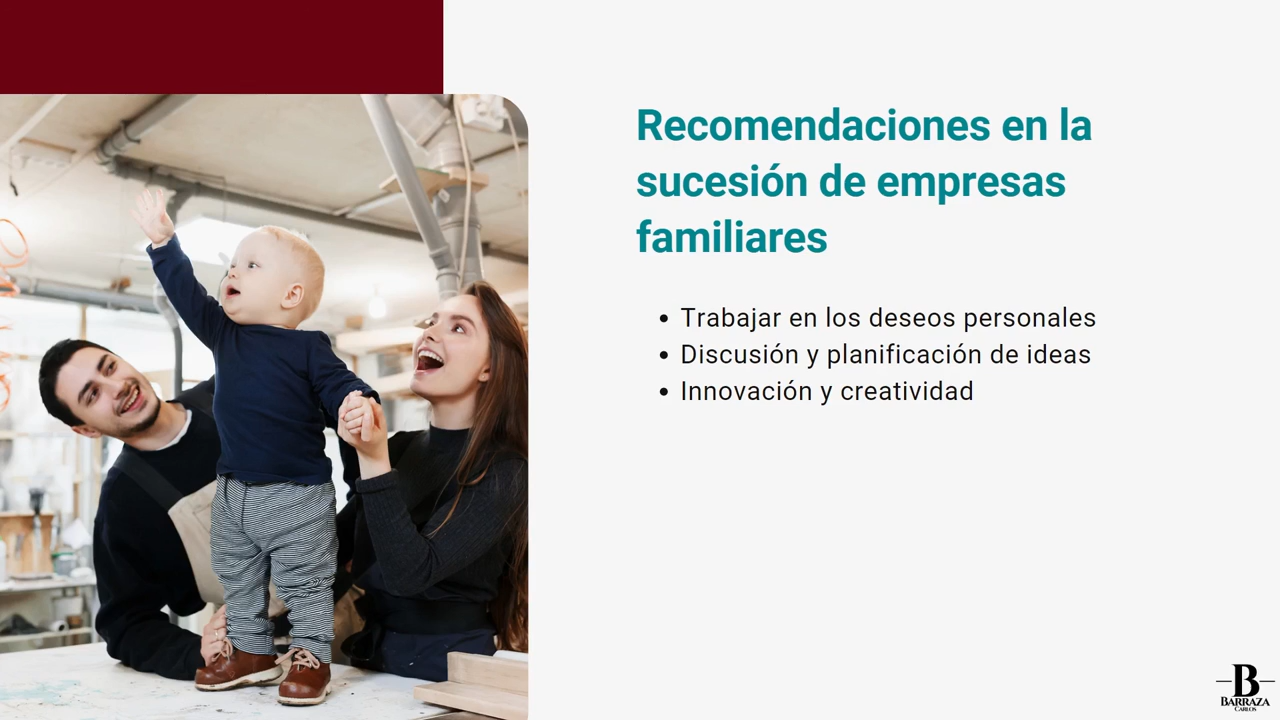 Recomendaciones en la
sucesión de empresas
familiares
• Trabajar en los deseos personales
• Discusión y planificación de ideas
• Innovación y creatividad
B
BARRAZA
CARLOS